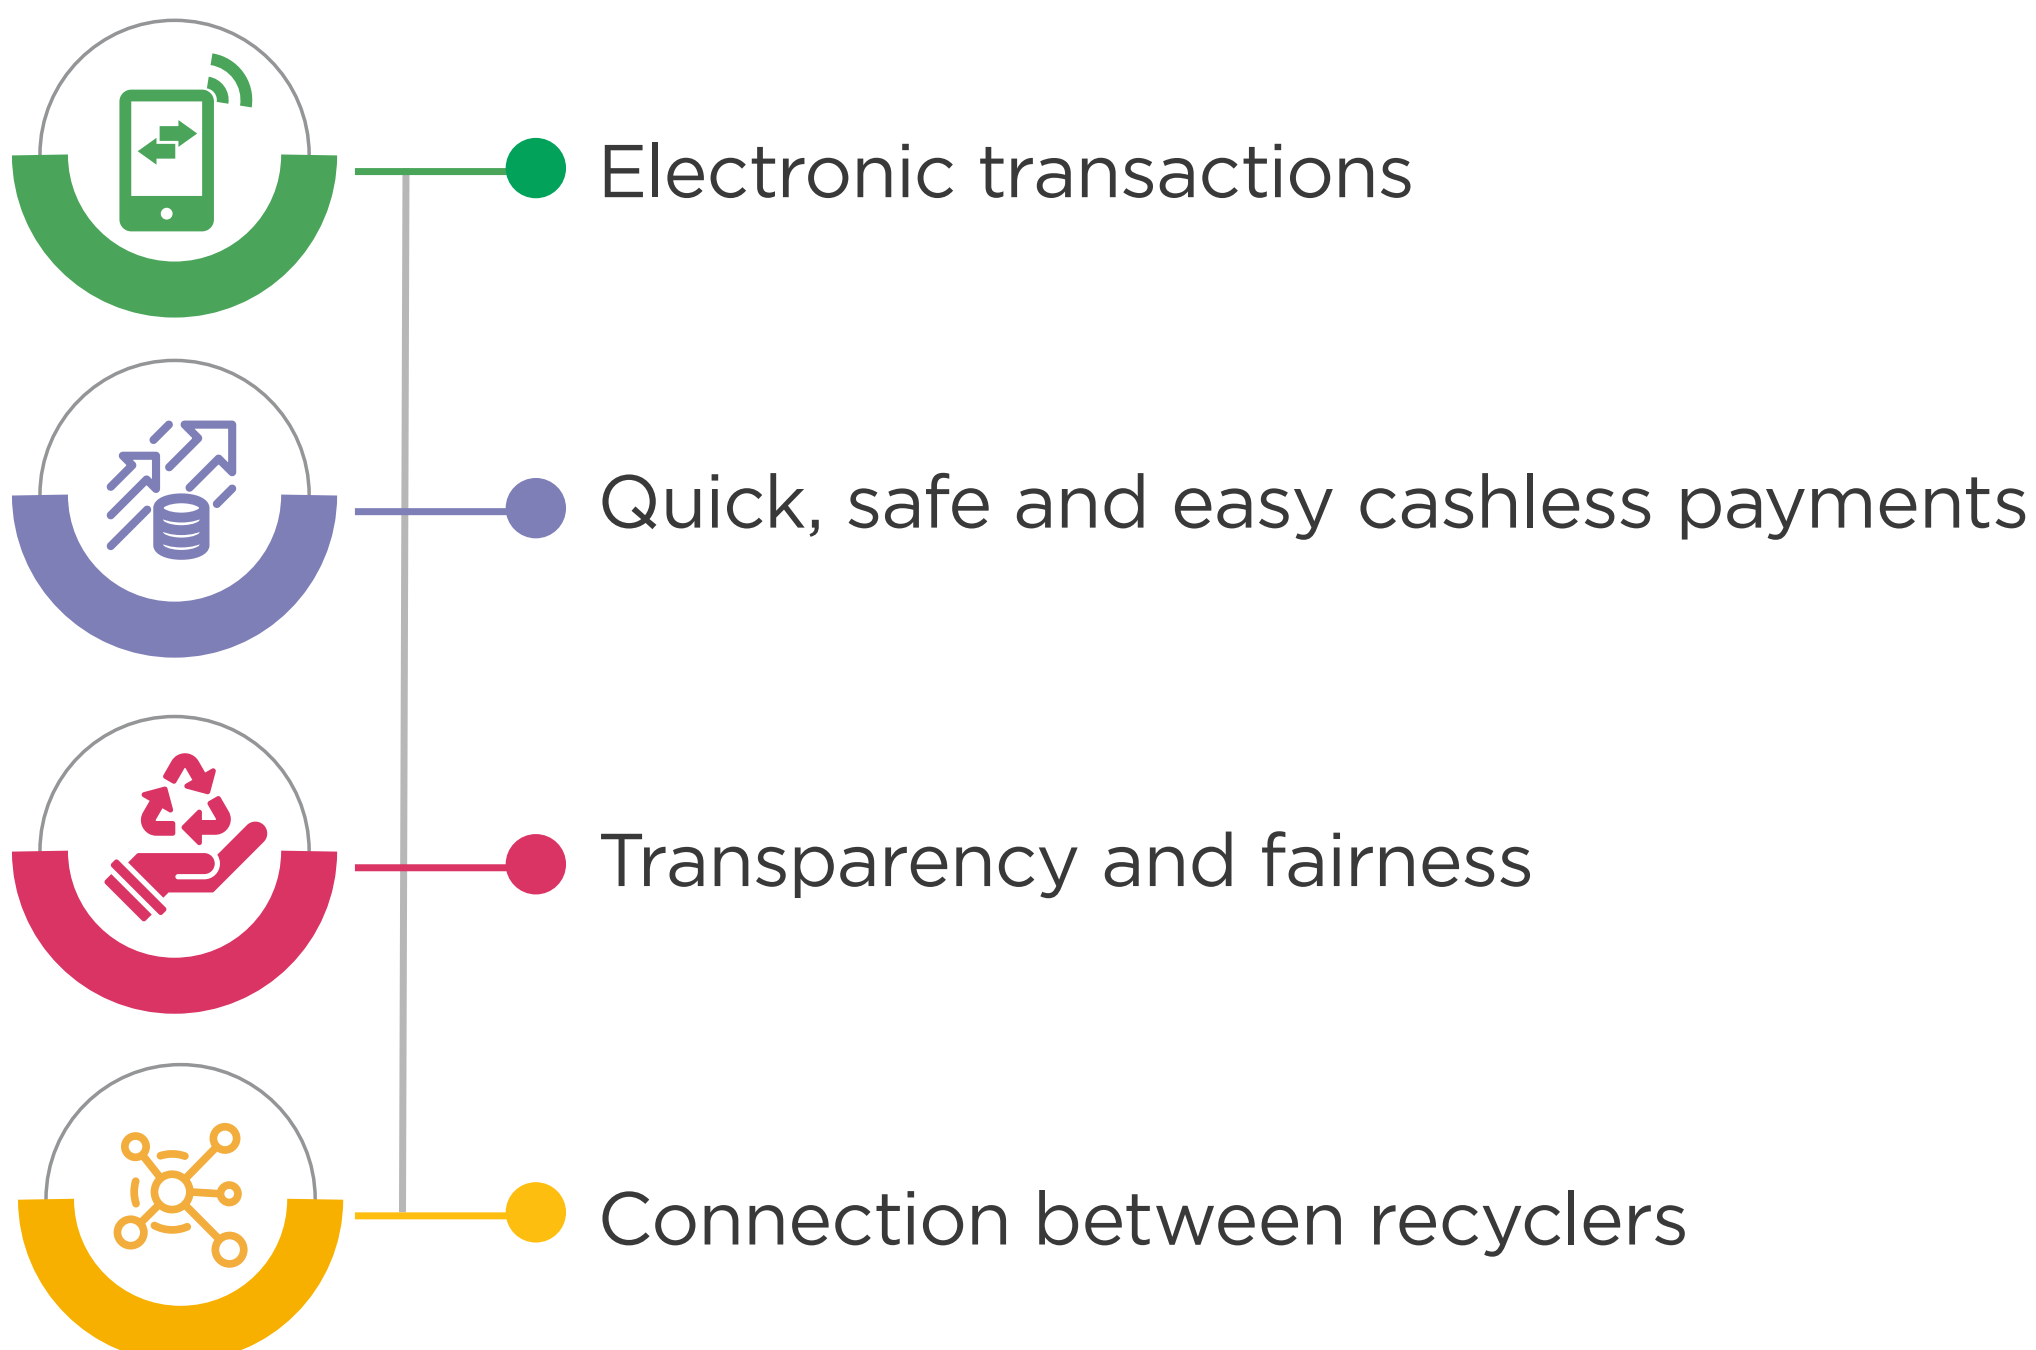 Electronic transactions
Quick, safe and easy cashless payments
Transparency and fairness
Connection between recyclers